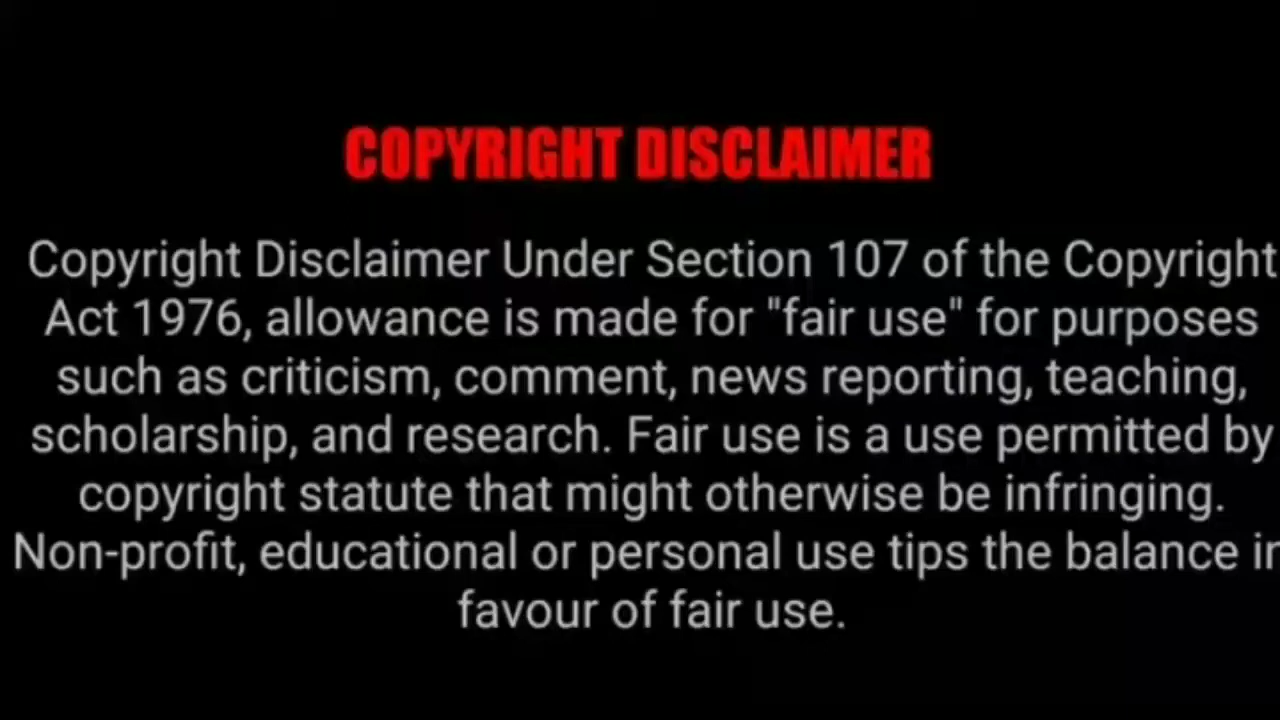 COPYRIGHT DISCLAIMER
Copyright Disclaimer Under Section 107 of the Copyright
Act 1976, allowance is made for "fair use" for purposes
such as criticism, comment, news reporting, teaching,
scholarship, and research. Fair use is a use permitted by
copyright statute that might otherwise be infringing.
Non-profit, educational or personal use tips the balance in
favour of fair use.